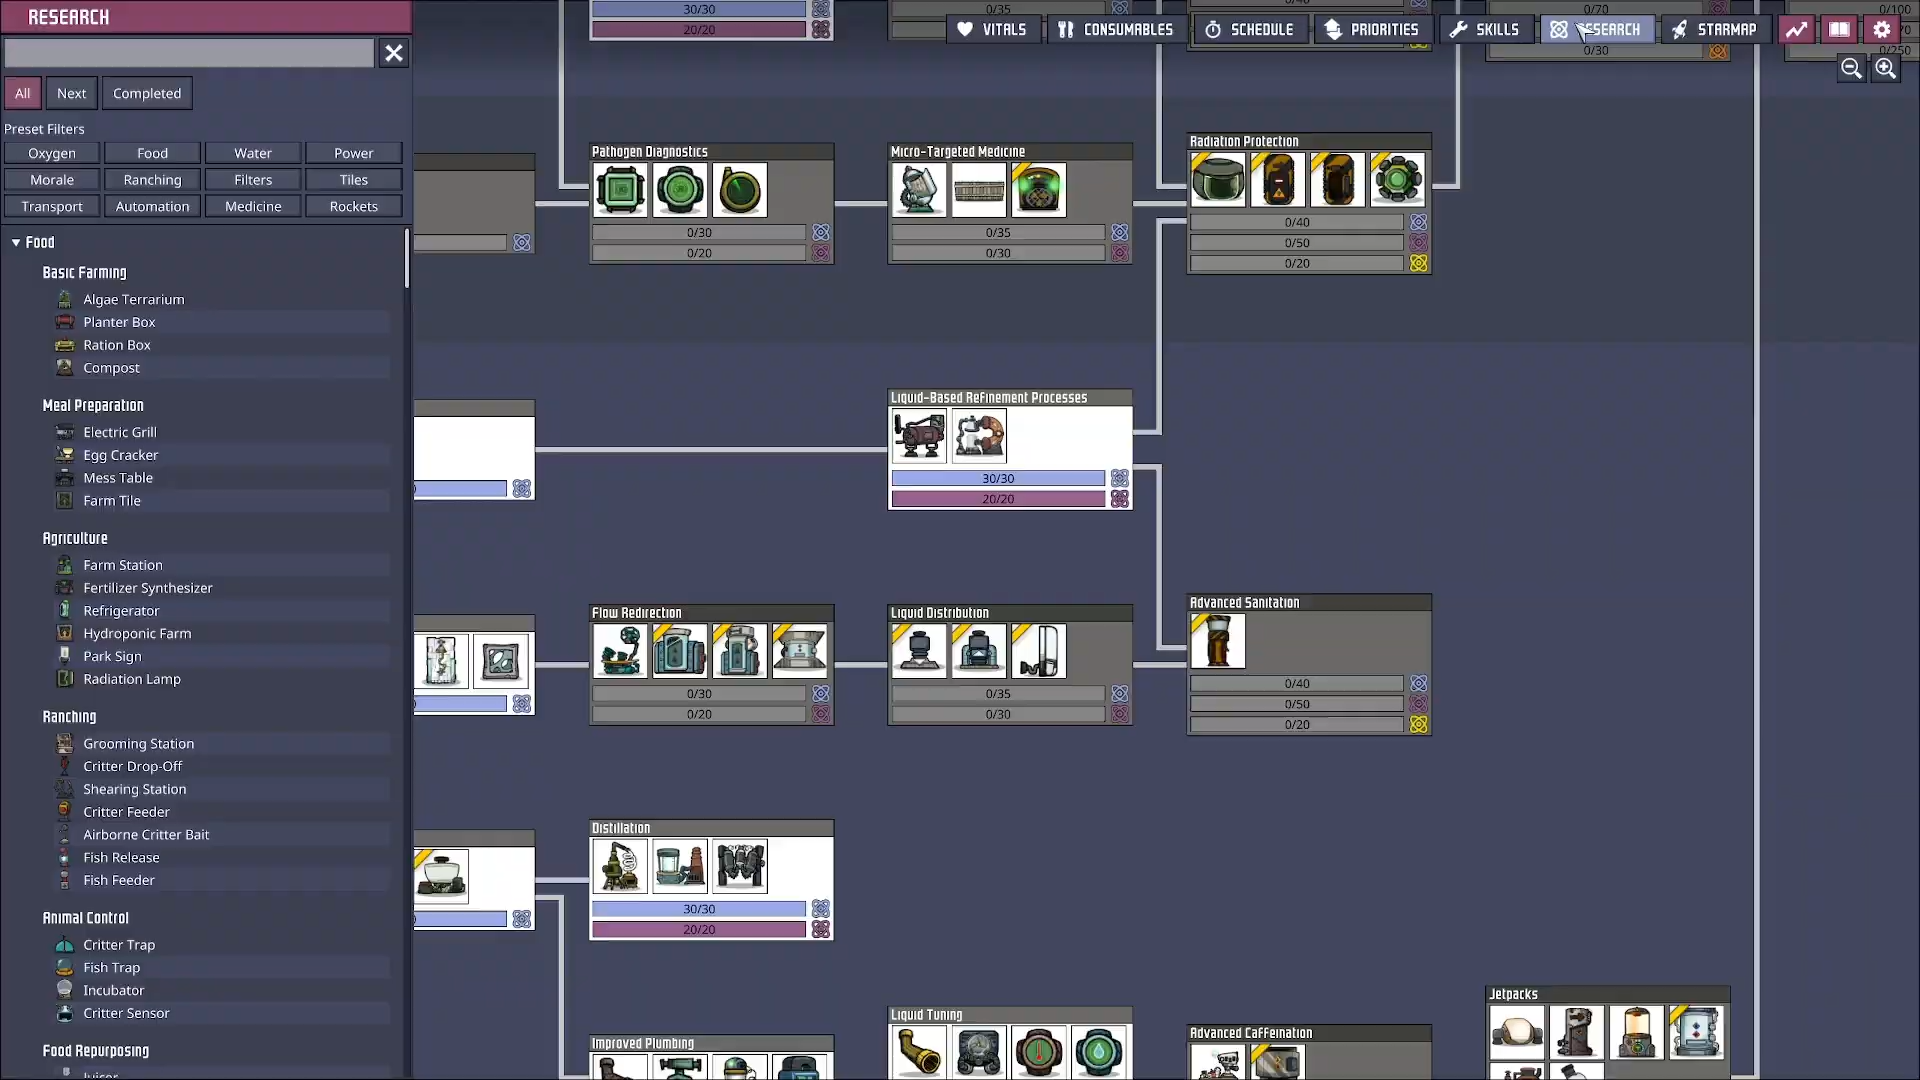 RESEARCH
All
Next
Completed
Preset Filters
Oxygen
Food
Water
Power
Morale
Ranching
Filters
Tiles
Transport
Automation
Medicine
Rockets
Food
Basic Farming
Algae Terrarium
Planter Box
Ration Box
Compost
Meal Preparation
Electric Grill
Egg Cracker
Mess Table
Farm Tile
Agriculture
Farm Station
Fertilizer Synthesizer
Refrigerator
Hydroponic Farm
Park Sign
Radiation Lamp
Ranching
Grooming Station
Critter Drop-Off
Shearing Station
Critter Feeder
Airborne Critter Bait
Fish Release
Fish Feeder
Animal Control
Critter Trap
Fish Trap
Incubator
Critter Sensor
Food Repurposing
Juicer
VITALS
CONSUMABLES
SCHEDULE
PRIORITIES
SKILLS
RESEARCH
STARMAP
30/30
20/20
0/35
0/70
0/30
0/100
0/250
Pathogen Diagnostics
0/30
0/20
Micro-Targeted Medicine
0/35
0/30
Radiation Protection
0/40
0/50
0/20
Liquid-Based Refinement Processes
30/30
20/20
Flow Redirection
0/30
0/20
Liquid Distribution
0/35
0/30
Advanced Sanitation
0/40
0/50
0/20
Distillation
30/30
20/20
Improved Plumbing
Liquid Tuning
Advanced Caffeination
Jetpacks